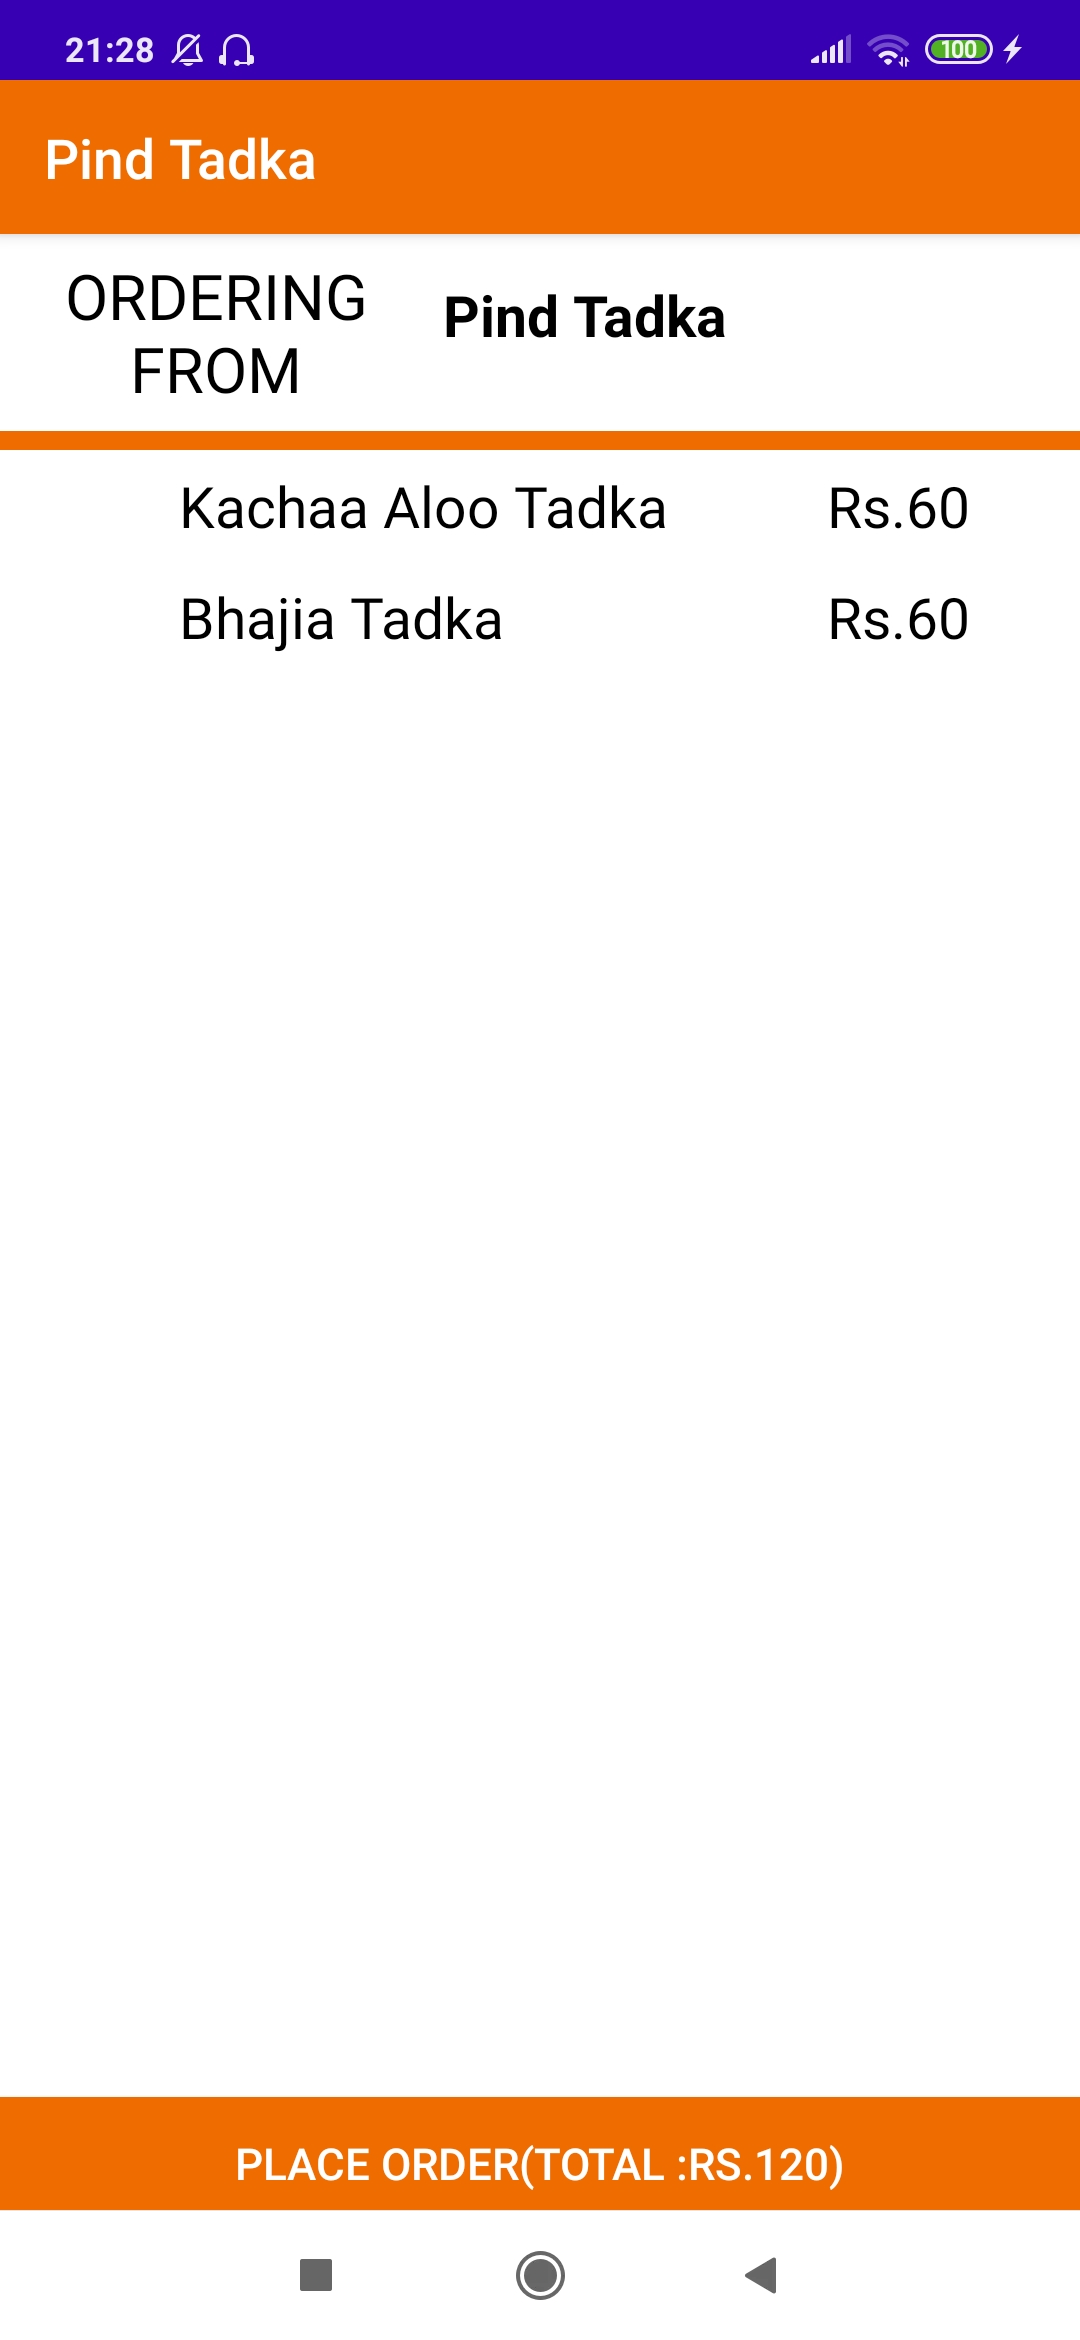 21:28
100
Pind Tadka
ORDERING
FROM
Pind Tadka
Kachaa Aloo Tadka Rs.60
Bhajia Tadka Rs.60
PLACE ORDER(TOTAL :RS.120)